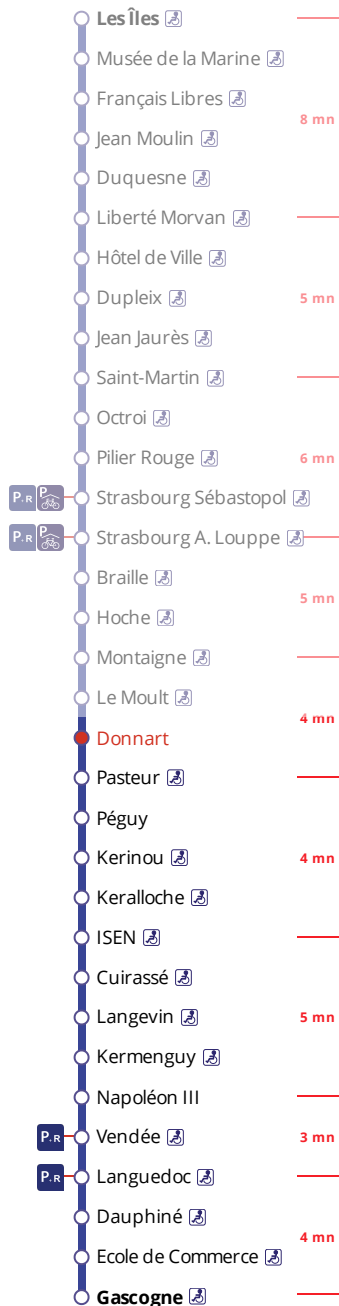 Les Îles
Musée de la Marine
Français Libres
8 mn
Jean Moulin
Duquesne
Liberté Morvan
Hôtel de Ville
Dupleix
5 mn
Jean Jaurès
Saint-Martin
Octroi
Pilier Rouge
6 mn
P+R P Strasbourg Sébastopol
P+R P Strasbourg A. Louppe
Braille
5 mn
Hoche
Montaigne
Le Moult
4 mn
Donnart
Pasteur
Péguy
Kerinou
4 mn
Keralloche
ISEN
Cuirassé
Langevin
5 mn
Kermenguy
Napoléon III
P+R Vendée
3 mn
P+R Languedoc
Dauphiné
4 mn
Ecole de Commerce
Gascogne